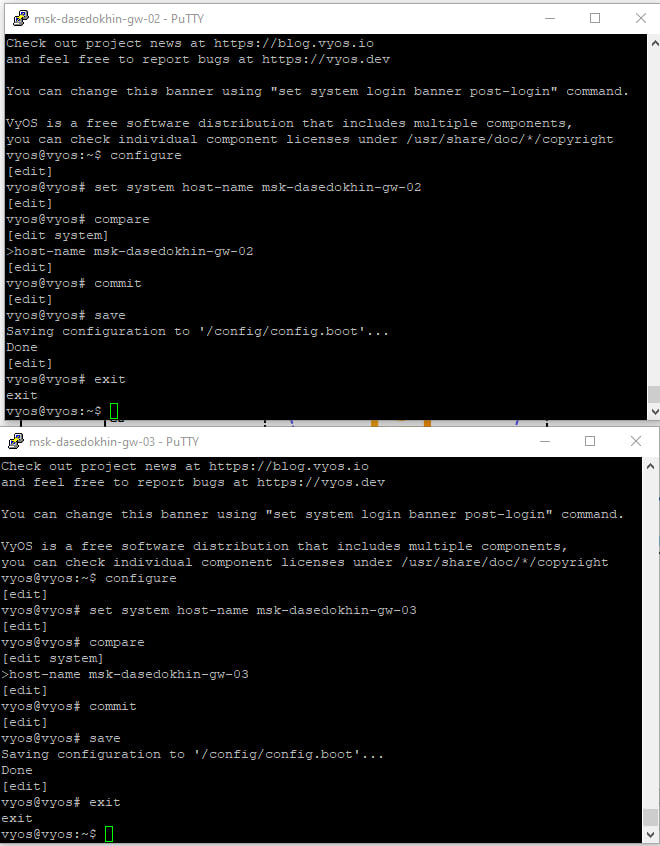 msk-dasedokhin-gw-02 - PuTTY
Check out project news at https://blog.vyos.io
and feel free to report bugs at https://vyos.dev
You can change this banner using "set system login banner post-login" command.
VyOS is a free software distribution that includes multiple components,
you can check individual component licenses under /usr/share/doc/*/copyright
vyos@vyos:~$ configure
[edit]
vyos@vyos# set system host-name msk-dasedokhin-gw-02
[edit]
vyos@vyos# compare
[edit system]
>host-name msk-dasedokhin-gw-02
[edit]
vyos@vyos# commit
[edit]
vyos@vyos# save
Saving configuration to '/config/config.boot'...
Done
[edit]
vyos@vyos# exit
exit
vyos@vyos:~$
msk-dasedokhin-gw-03 - PuTTY
Check out project news at https://blog.vyos.io
and feel free to report bugs at https://vyos.dev
You can change this banner using "set system login banner post-login" command.
VyOS is a free software distribution that includes multiple components,
you can check individual component licenses under /usr/share/doc/*/copyright
vyos@vyos:~$ configure
[edit]
vyos@vyos# set system host-name msk-dasedokhin-gw-03
[edit]
vyos@vyos# compare
[edit system]
>host-name msk-dasedokhin-gw-03
[edit]
vyos@vyos# commit
[edit]
vyos@vyos# save
Saving configuration to '/config/config.boot'...
Done
[edit]
vyos@vyos# exit
exit
vyos@vyos:~$